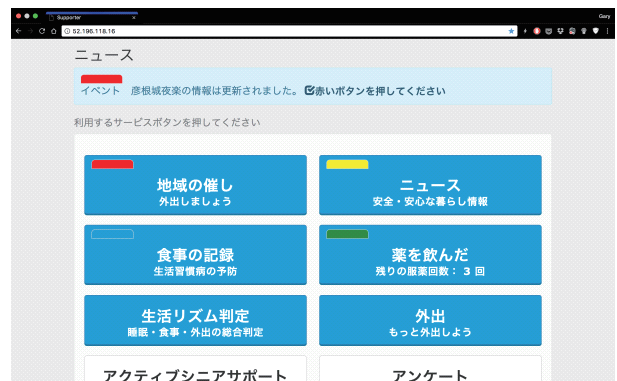 Supporter
Gary
52.196.118.16
ニュース
イベント 彦根城夜楽の情報は更新されました。 赤いボタンを押してください
利用するサービスボタンを押してください
地域の催し
外出しましょう
ニュース
安全・安心な暮らし情報
食事の記録
生活習慣病の予防
薬を飲んだ
残りの服薬回数： 3 回
生活リズム判定
睡眠・食事・外出の総合判定
外出
もっと外出しよう
アクティブシニアサポート
アンケート